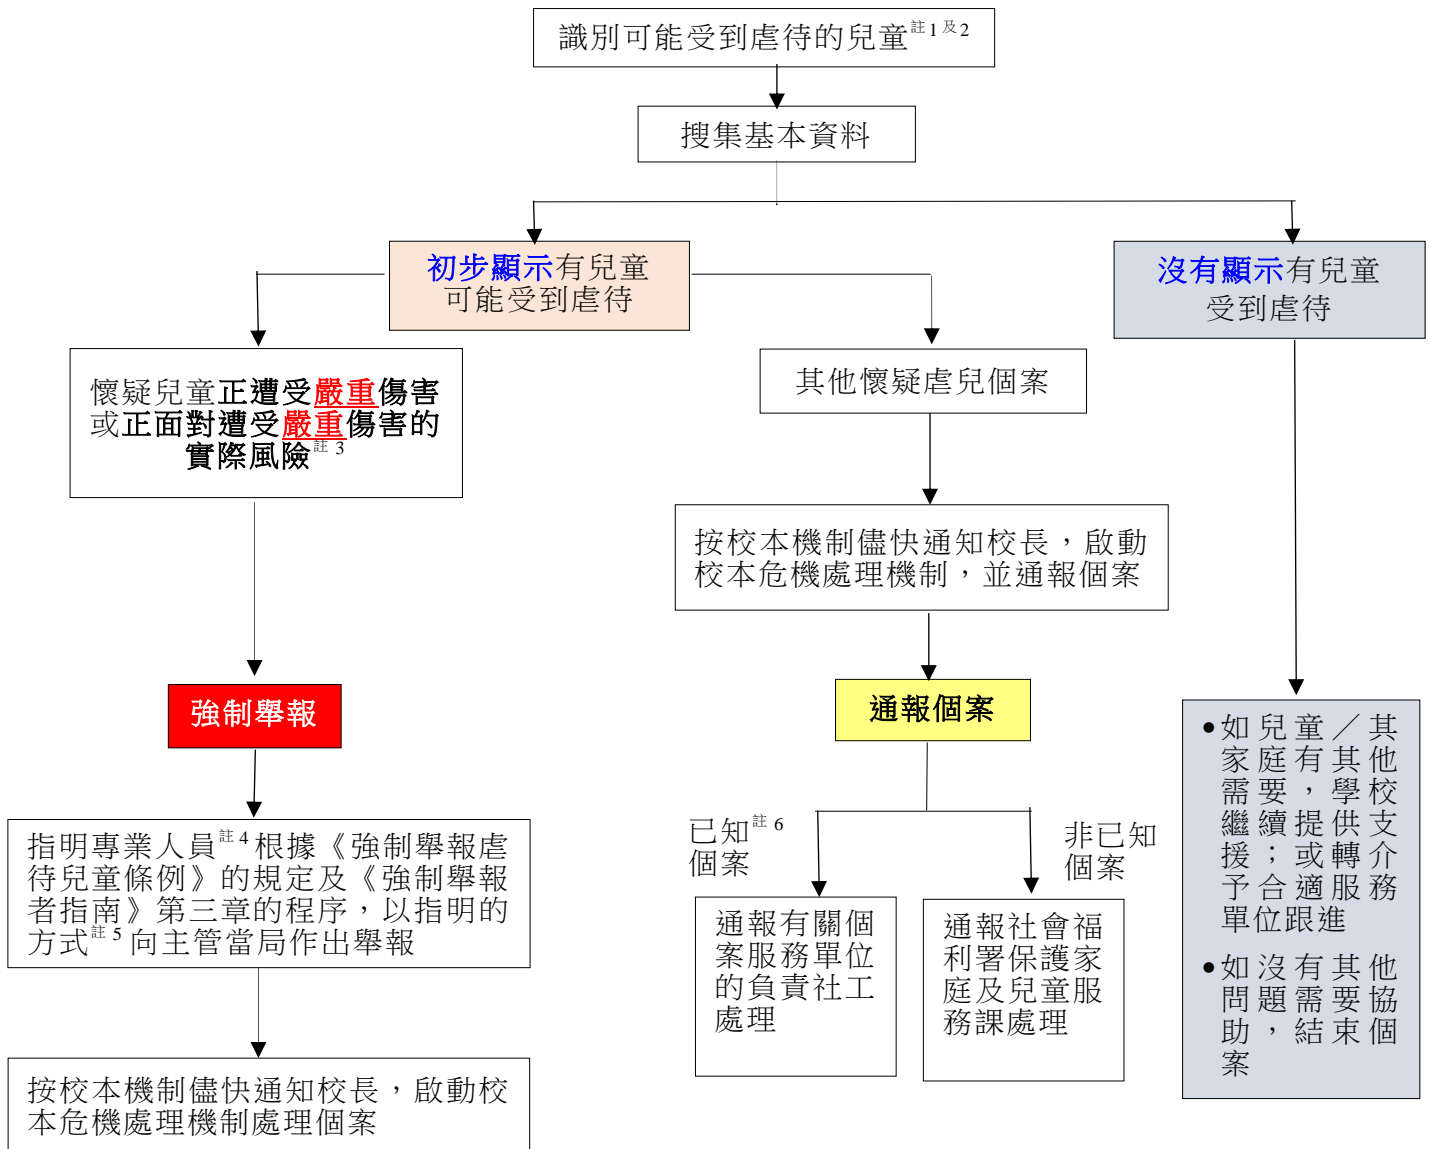 識別可能受到虐待的兒童註1及2
搜集基本資料
初步顯示有兒童
可能受到虐待
沒有顯示有兒童
受到虐待
懷疑兒童正遭受嚴重傷害
或正面對遭受嚴重傷害的
實際風險註 3
其他懷疑虐兒個案
按校本機制儘快通知校長，啟動
校本危機處理機制，並通報個案
強制舉報
通報個案
指明專業人員註 4根據《強制舉報虐
待兒童條例》的規定及《強制舉報
者指南》第三章的程序，以指明的
方式註 5 向主管當局作出舉報
按校本機制儘快通知校長，啟動校
本危機處理機制處理個案
已知註 6
個案
非已知
個案
通報有關個
案服務單位
的負責社工
處理
通報社會福
利署保護家
庭及兒童服
務課處理
•如兒童／其
家庭有其他
需要，學校
繼續提供支
援；或轉介
予合適服務
單位跟進
•如沒有其他
問題需要協
助，結束個
案